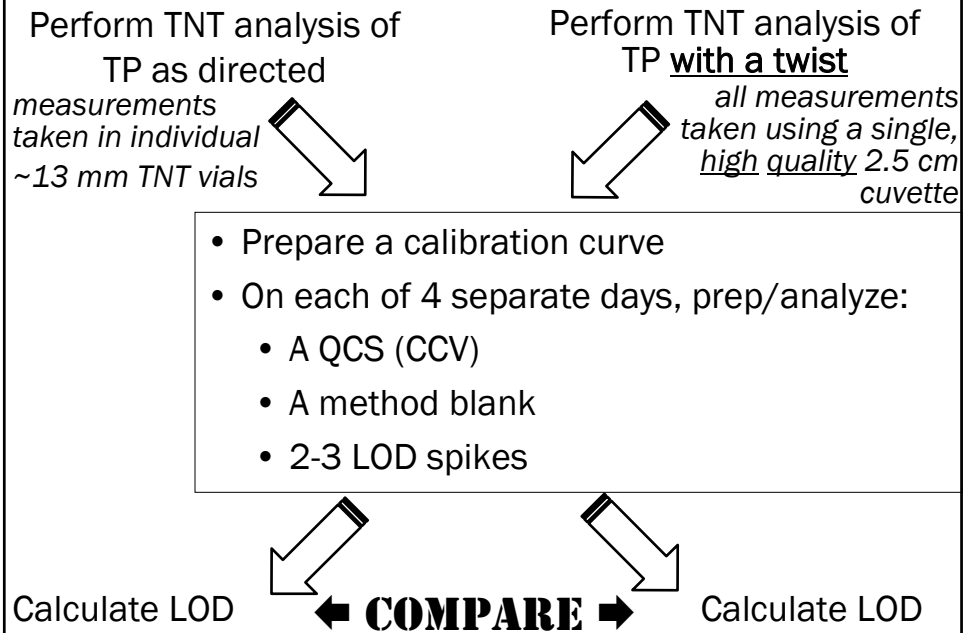 Perform TNT analysis of
TP as directed
measurements
taken in individual
~13 mm TNT vials
Perform TNT analysis of
TP with a twist
all measurements
taken using a single,
high quality 2.5 cm
cuvette
• Prepare a calibration curve
• On each of 4 separate days, prep/analyze:
• A QCS (CCV)
• A method blank
• 2-3 LOD spikes
Calculate LOD
COMPARE
Calculate LOD